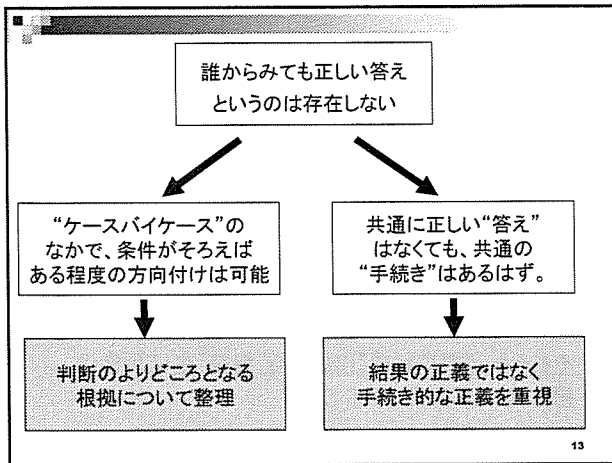 誰からみても正しい答え
というのは存在しない
“ケースバイケース”の
なかで、条件がそろえば
ある程度の方向付けは可能
共通に正しい“答え”
はなくても、共通の
“手続き”はあるはず。
判断のよりどころとなる
根拠について整理
結果の正義ではなく
手続き的な正義を重視
13